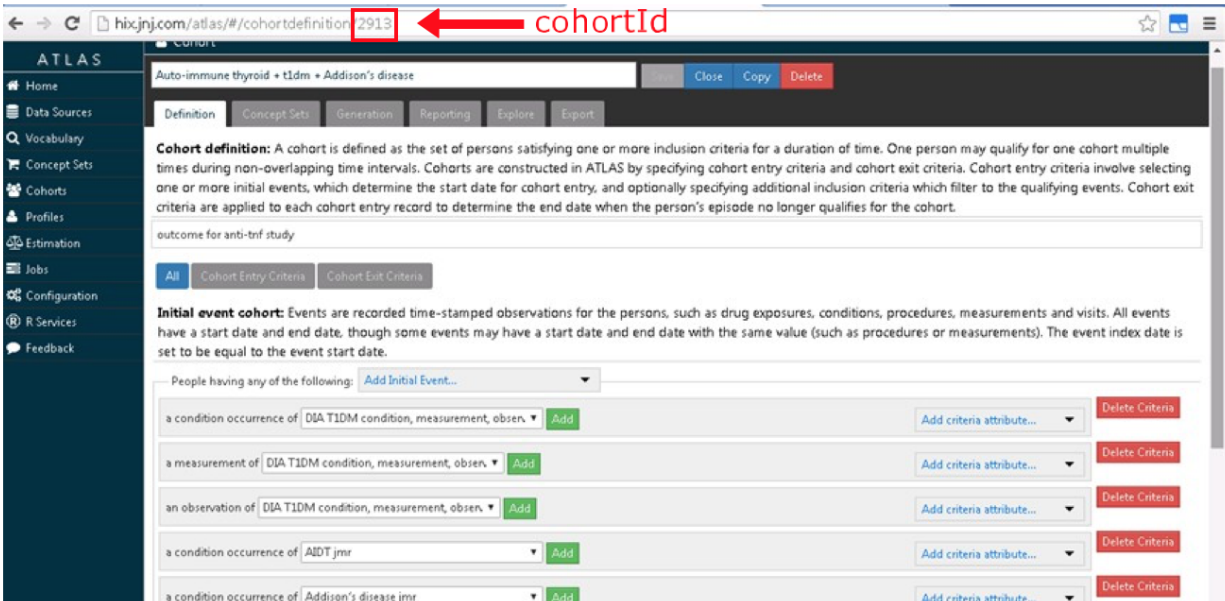 hix.jnj.com/atlas/#/cohortdefinition/2913
cohortId
ATLAS
Home
Data Sources
Vocabulary
Concept Sets
Cohorts
Profiles
Estimation
Jobs
Configuration
R Services
Feedback
Cohort
Auto-immune thyroid + t1dm + Addison's disease
Save Close Copy Delete
Definition Concept Sets Generation Reporting Explore Export
Cohort definition: A cohort is defined as the set of persons satisfying one or more inclusion criteria for a duration of time. One person may qualify for one cohort multiple
times during non-overlapping time intervals. Cohorts are constructed in ATLAS by specifying cohort entry criteria and cohort exit criteria. Cohort entry criteria involve selecting
one or more initial events, which determine the start date for cohort entry, and optionally specifying additional inclusion criteria which filter to the qualifying events. Cohort exit
criteria are applied to each cohort entry record to determine the end date when the person's episode no longer qualifies for the cohort.
outcome for anti-tnf study
All Cohort Entry Criteria Cohort Exit Criteria
Initial event cohort: Events are recorded time-stamped observations for the persons, such as drug exposures, conditions, procedures, measurements and visits. All events
have a start date and end date, though some events may have a start date and end date with the same value (such as procedures or measurements). The event index date is
set to be equal to the event start date.
People having any of the following: Add Initial Event...
a condition occurrence of DIA T1DM condition, measurement, obser Add Add criteria attribute... Delete Criteria
a measurement of DIA T1DM condition, measurement, obser Add Add criteria attribute... Delete Criteria
an observation of DIA T1DM condition, measurement, obser Add Add criteria attribute... Delete Criteria
a condition occurrence of AIDT jmr Add Add criteria attribute... Delete Criteria
a condition occurrence of Addison's disease jmr Add Add criteria attribute... Delete Criteria